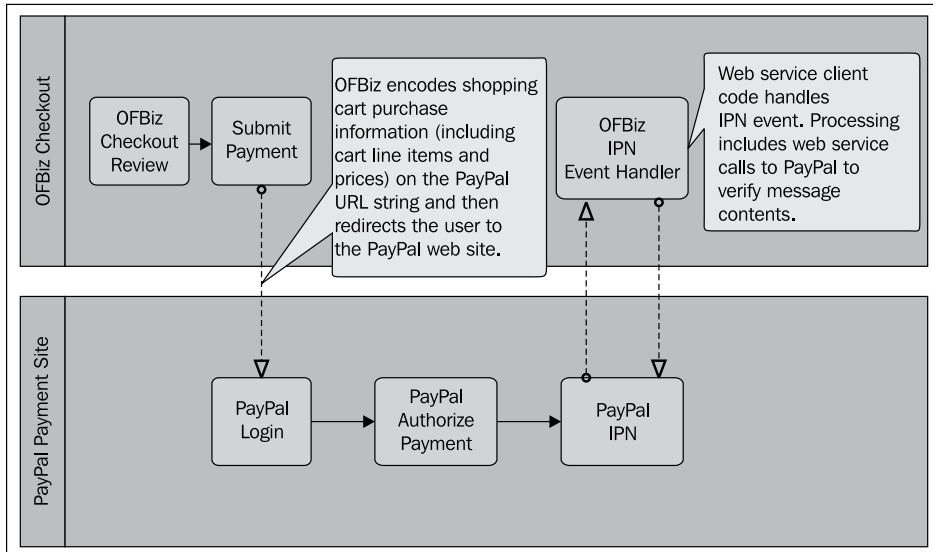 OFBiz Checkout
OFBiz
Checkout
Review
Submit
Payment
OFBiz encodes shopping
cart purchase
information (including
cart line items and
prices) on the PayPal
URL string and then
redirects the user to
the PayPal web site.
OFBiz
IPN
Event Handler
Web service client
code handles
IPN event. Processing
includes web service
calls to PayPal to
verify message
contents.
PayPal Payment Site
PayPal
Login
PayPal
Authorize
Payment
PayPal
IPN